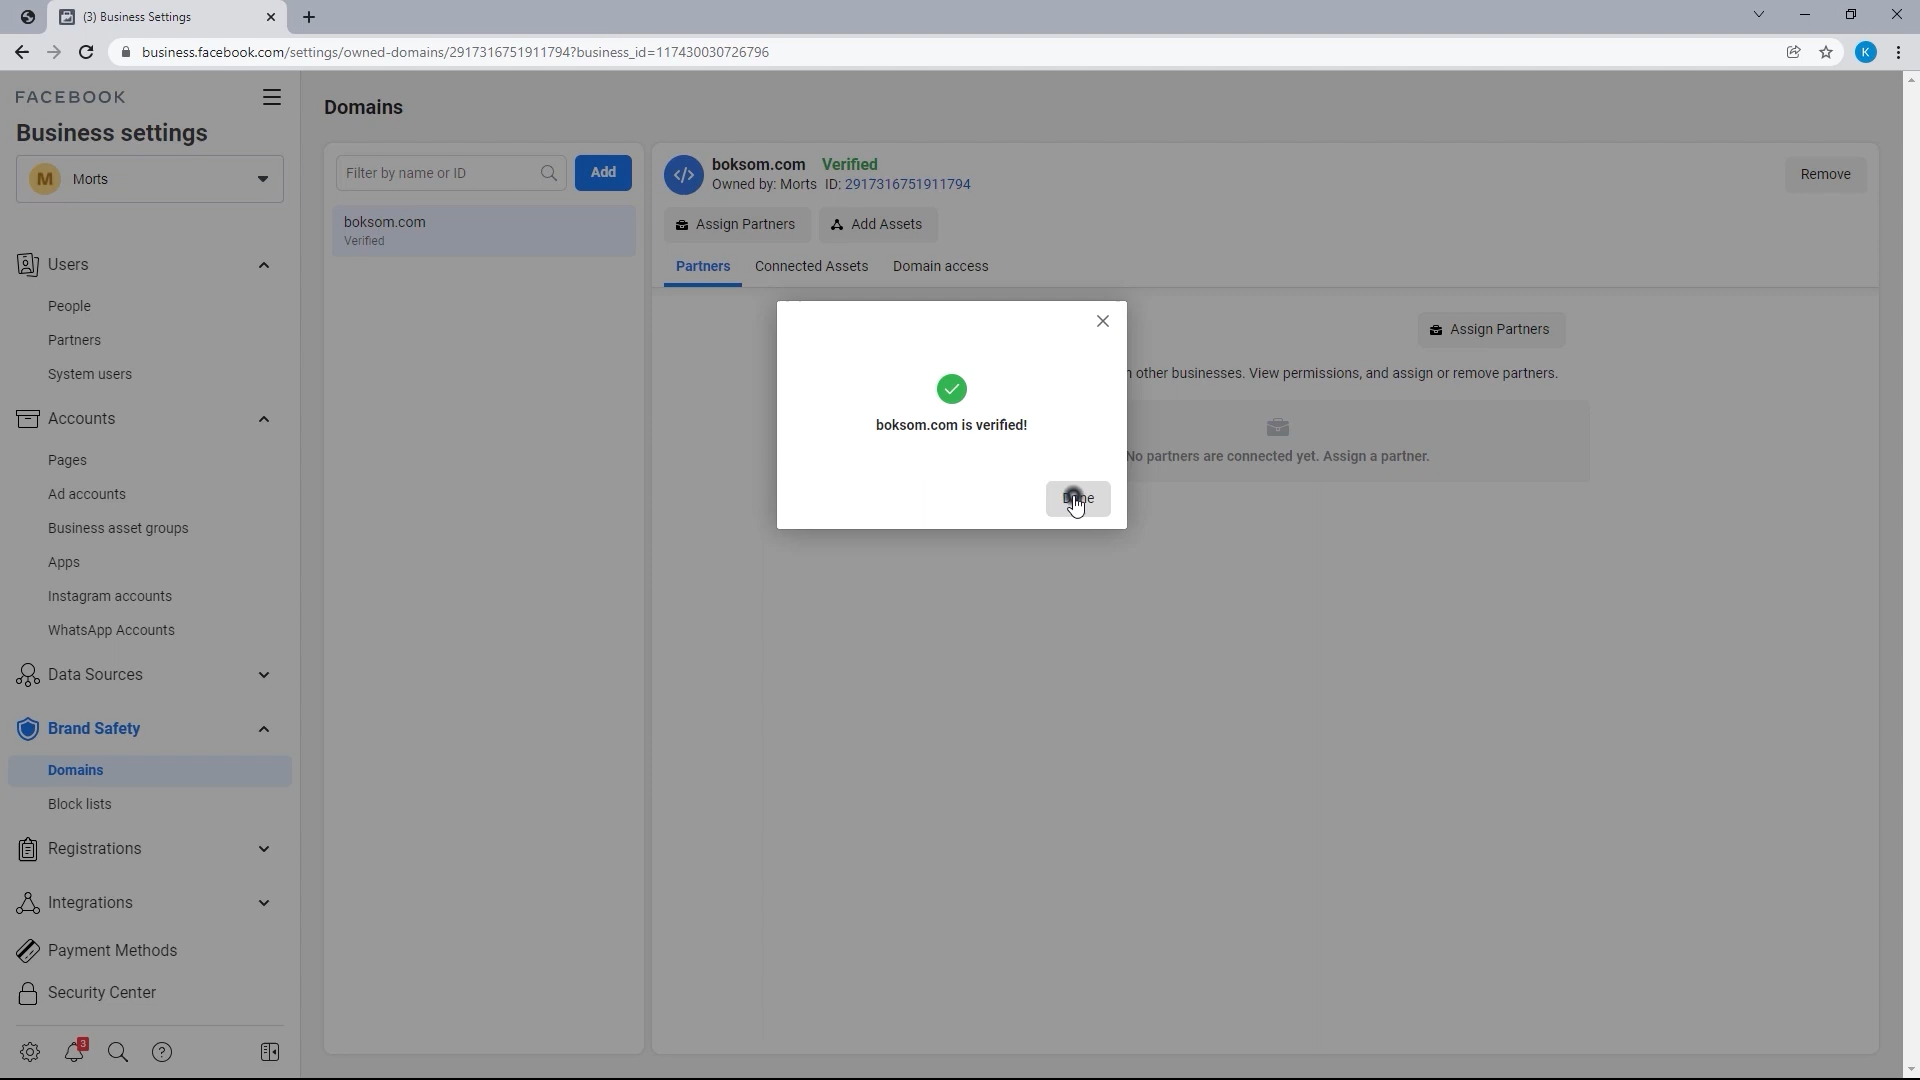 (3) Business Settings
business.facebook.com/settings/owned-domains/2917316751911794?business_id=117430030726796
K
FACEBOOK
Business settings
M Morts
Users
People
Partners
System users
Accounts
Pages
Ad accounts
Business asset groups
Apps
Instagram accounts
WhatsApp Accounts
Data Sources
Brand Safety
Domains
Block lists
Registrations
Integrations
Payment Methods
Security Center
3
Domains
Filter by name or ID
Add
boksom.com
Verified
boksom.com Verified
Owned by: Morts ID: 2917316751911794
Remove
Assign Partners
Add Assets
Partners
Connected Assets
Domain access
Assign Partners
other businesses. View permissions, and assign or remove partners.
No partners are connected yet. Assign a partner.
boksom.com is verified!